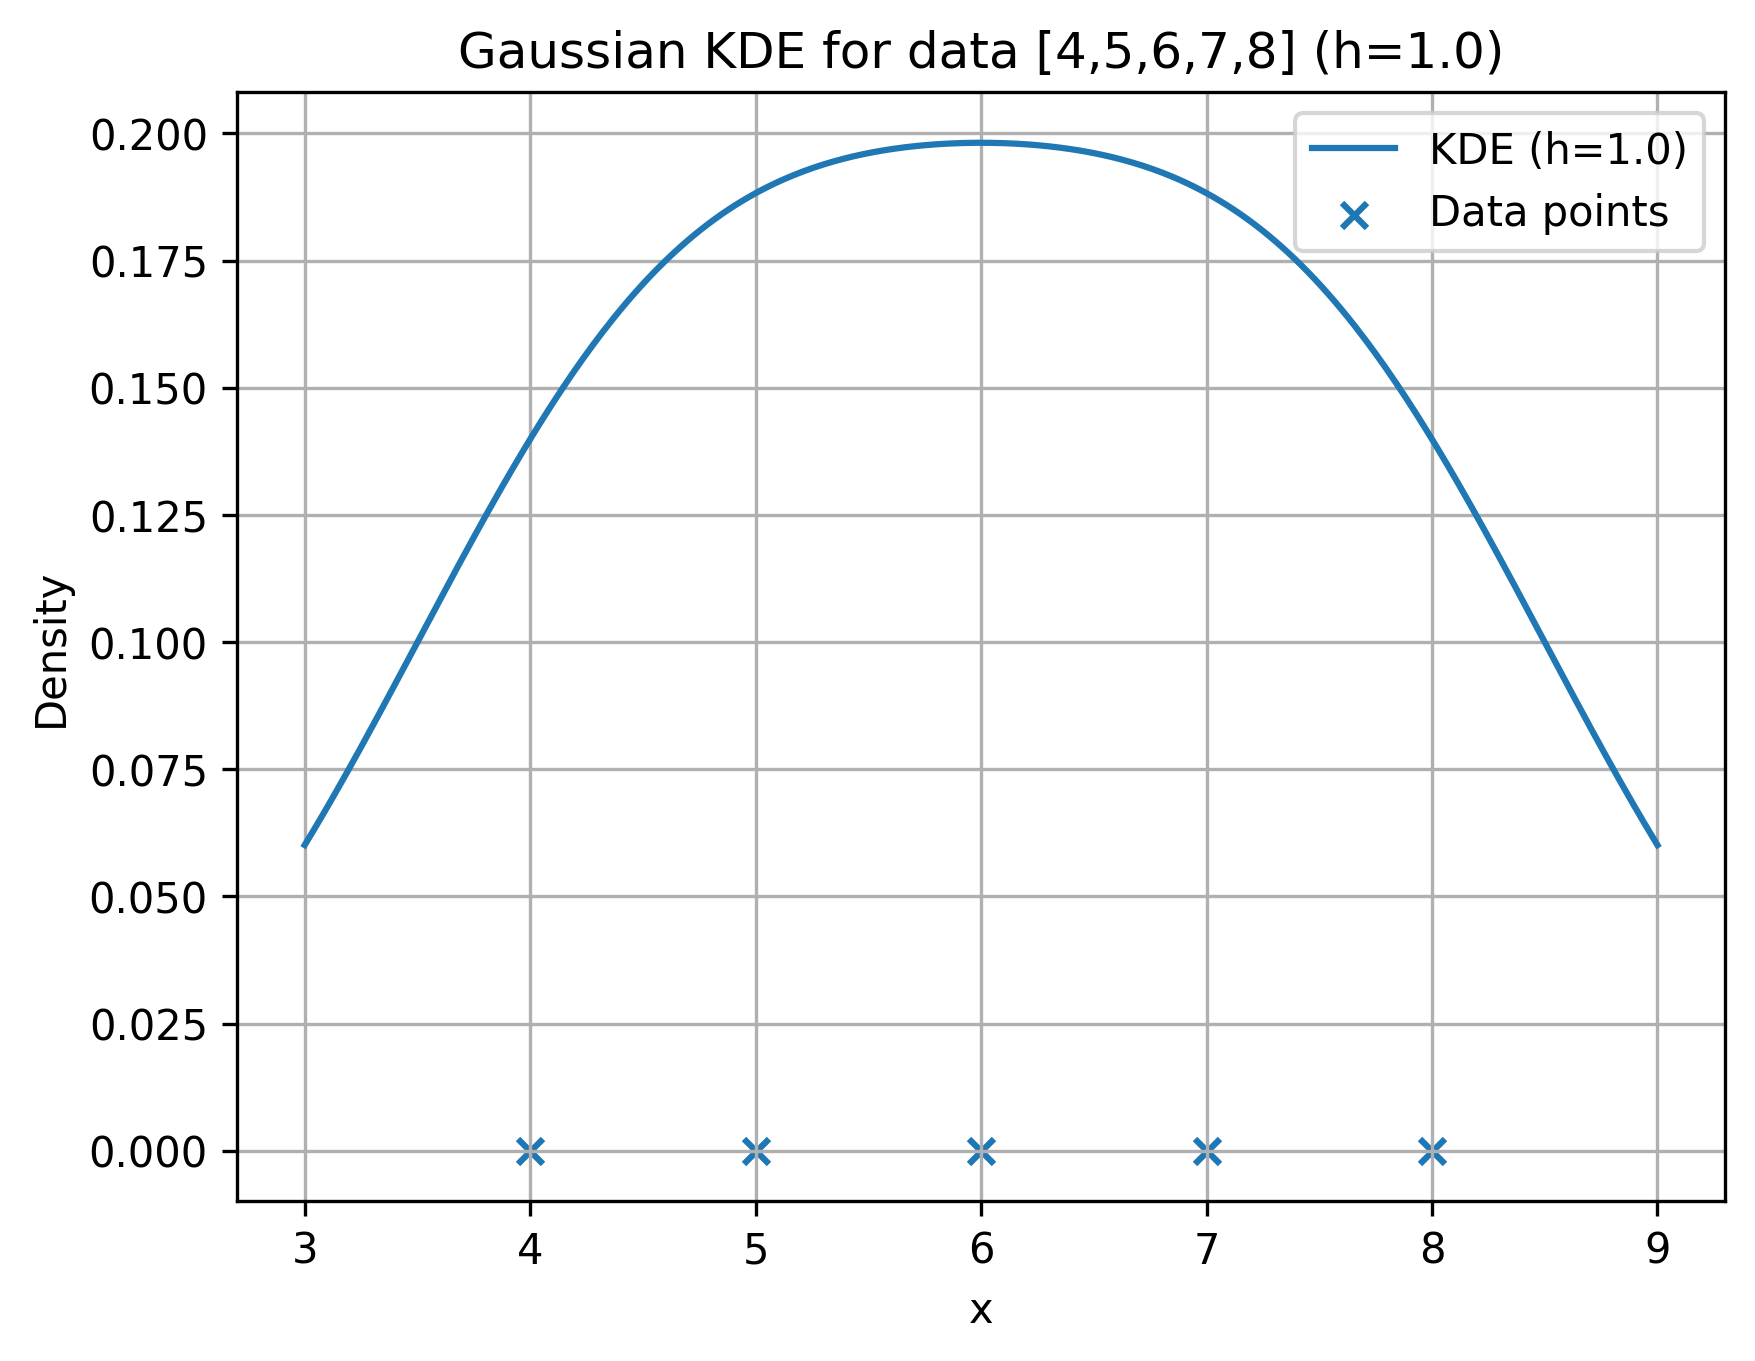 Gaussian KDE for data [4,5,6,7,8] (h=1.0)
KDE (h=1.0)
Data points
Density
0.200
0.175
0.150
0.125
0.100
0.075
0.050
0.025
0.000
3 4 5 6 7 8 9
x